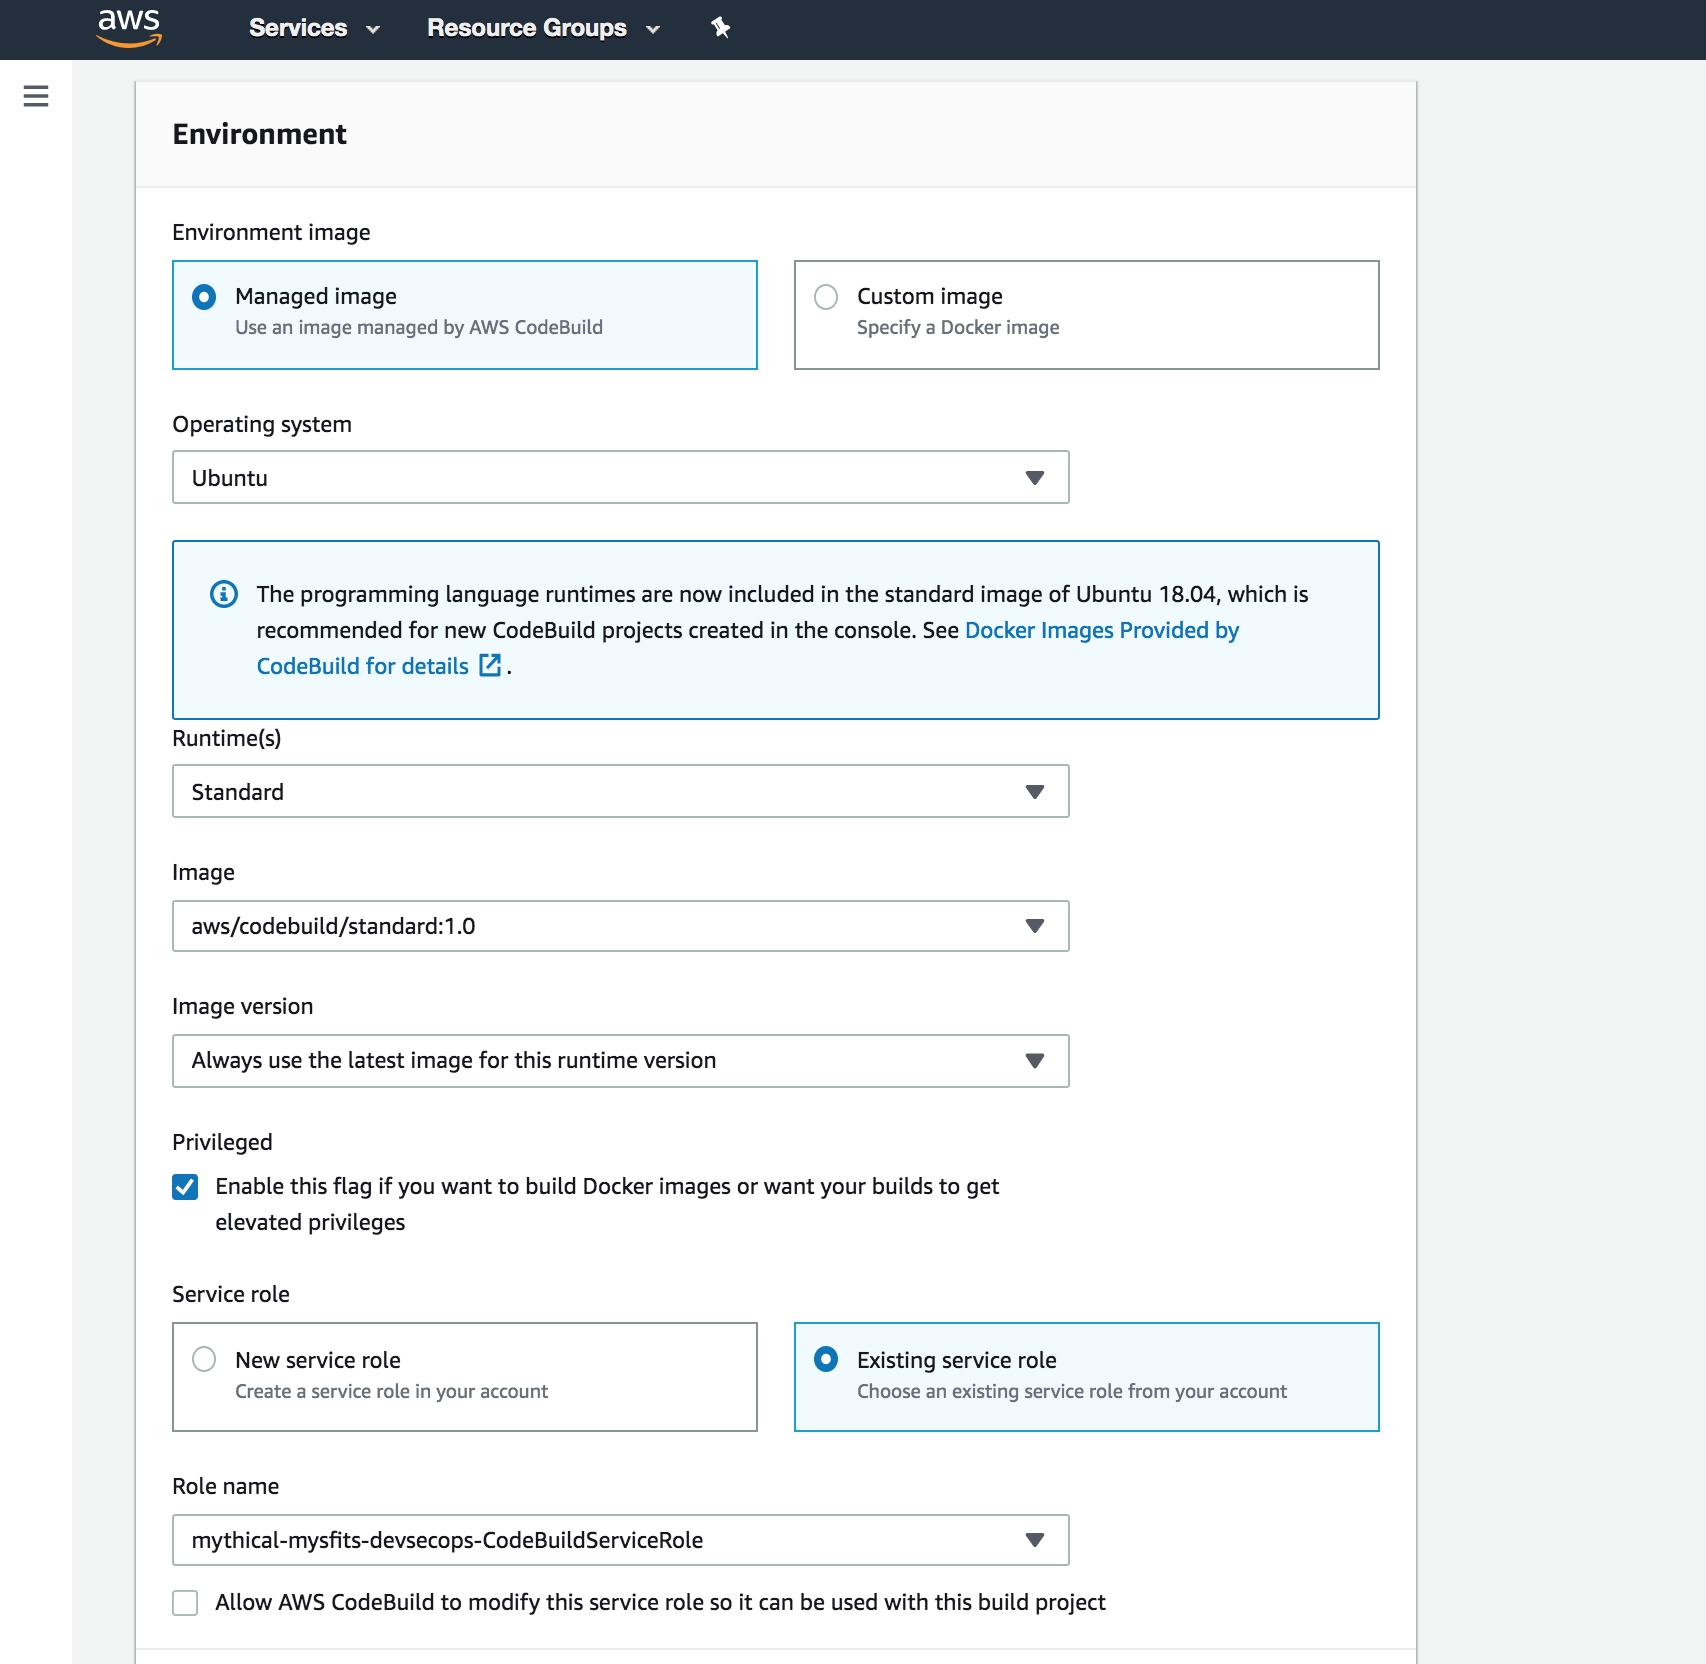 aws Services Resource Groups
Environment
Environment image
Managed image
Use an image managed by AWS CodeBuild
Custom image
Specify a Docker image
Operating system
Ubuntu
The programming language runtimes are now included in the standard image of Ubuntu 18.04, which is
recommended for new CodeBuild projects created in the console. See Docker Images Provided by
CodeBuild for details .
Runtime(s)
Standard
Image
aws/codebuild/standard:1.0
Image version
Always use the latest image for this runtime version
Privileged
Enable this flag if you want to build Docker images or want your builds to get
elevated privileges
Service role
New service role
Create a service role in your account
Existing service role
Choose an existing service role from your account
Role name
mythical-mysfits-devsecops-CodeBuildServiceRole
Allow AWS CodeBuild to modify this service role so it can be used with this build project